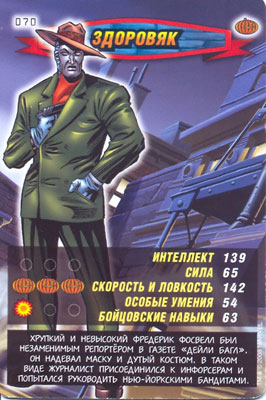 070
ЗДОРОВЯК
ИНТЕЛЛЕКТ 139
СИЛА 65
СКОРОСТЬ И ЛОВКОСТЬ 142
ОСОБЫЕ УМЕНИЯ 54
БОЙЦОВСКИЕ НАВЫКИ 63
ХРУПКИЙ И НЕВЫСОКИЙ ФРЕДЕРИК ФОСВЕЛЛ БЫЛ
НЕЗАМЕНИМЫМ РЕПОРТЁРОМ В ГАЗЕТЕ «ДЕЙЛИ БАГЛ».
ОН НАДЕВАЛ МАСКУ И ДУТЫЙ КОСТЮМ. В ТАКОМ
ВИДЕ ЖУРНАЛИСТ ПРИСОЕДИНИЛСЯ К ИНФОРСЕРАМ И
ПОПЫТАЛСЯ РУКОВОДИТЬ НЬЮ-ЙОРКСКИМИ БАНДИТАМИ.